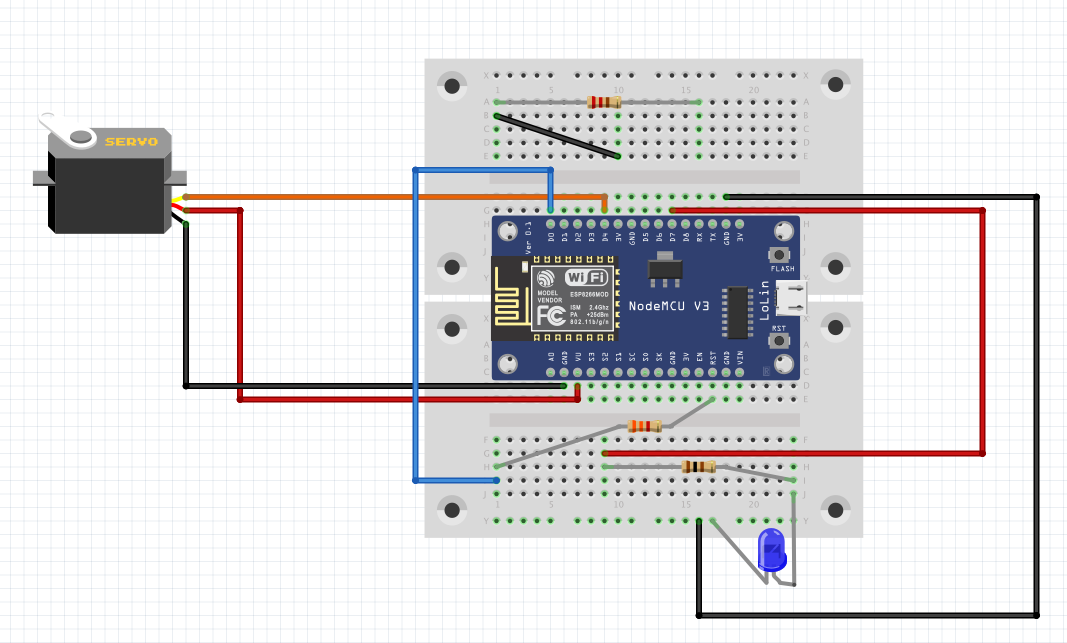 SERVO
X X
1 5 10 15 20
A A
B B
C C
D D
E E
G G
H H
I I
J J
Ver 0.1
D0 D1 D2 D3 D4 3V GND D5 D6 D7 D8 RX TX GND 3V
Y Y
FLASH
WiFi
MODEL
VENDOR
ESP8266MOD
FC
ISM 2.4Ghz
PA +25dBm
802.11b/g/n
NodeMCU V3
LoLin
X X
RST
A A
B B
A0 GND VU S3 S2 S1 SC S0 SK GND 3V EN RST GND VIN
C C
D D
E E
F F
G G
H H
I I
J J
1 5 10 15 20
Y Y